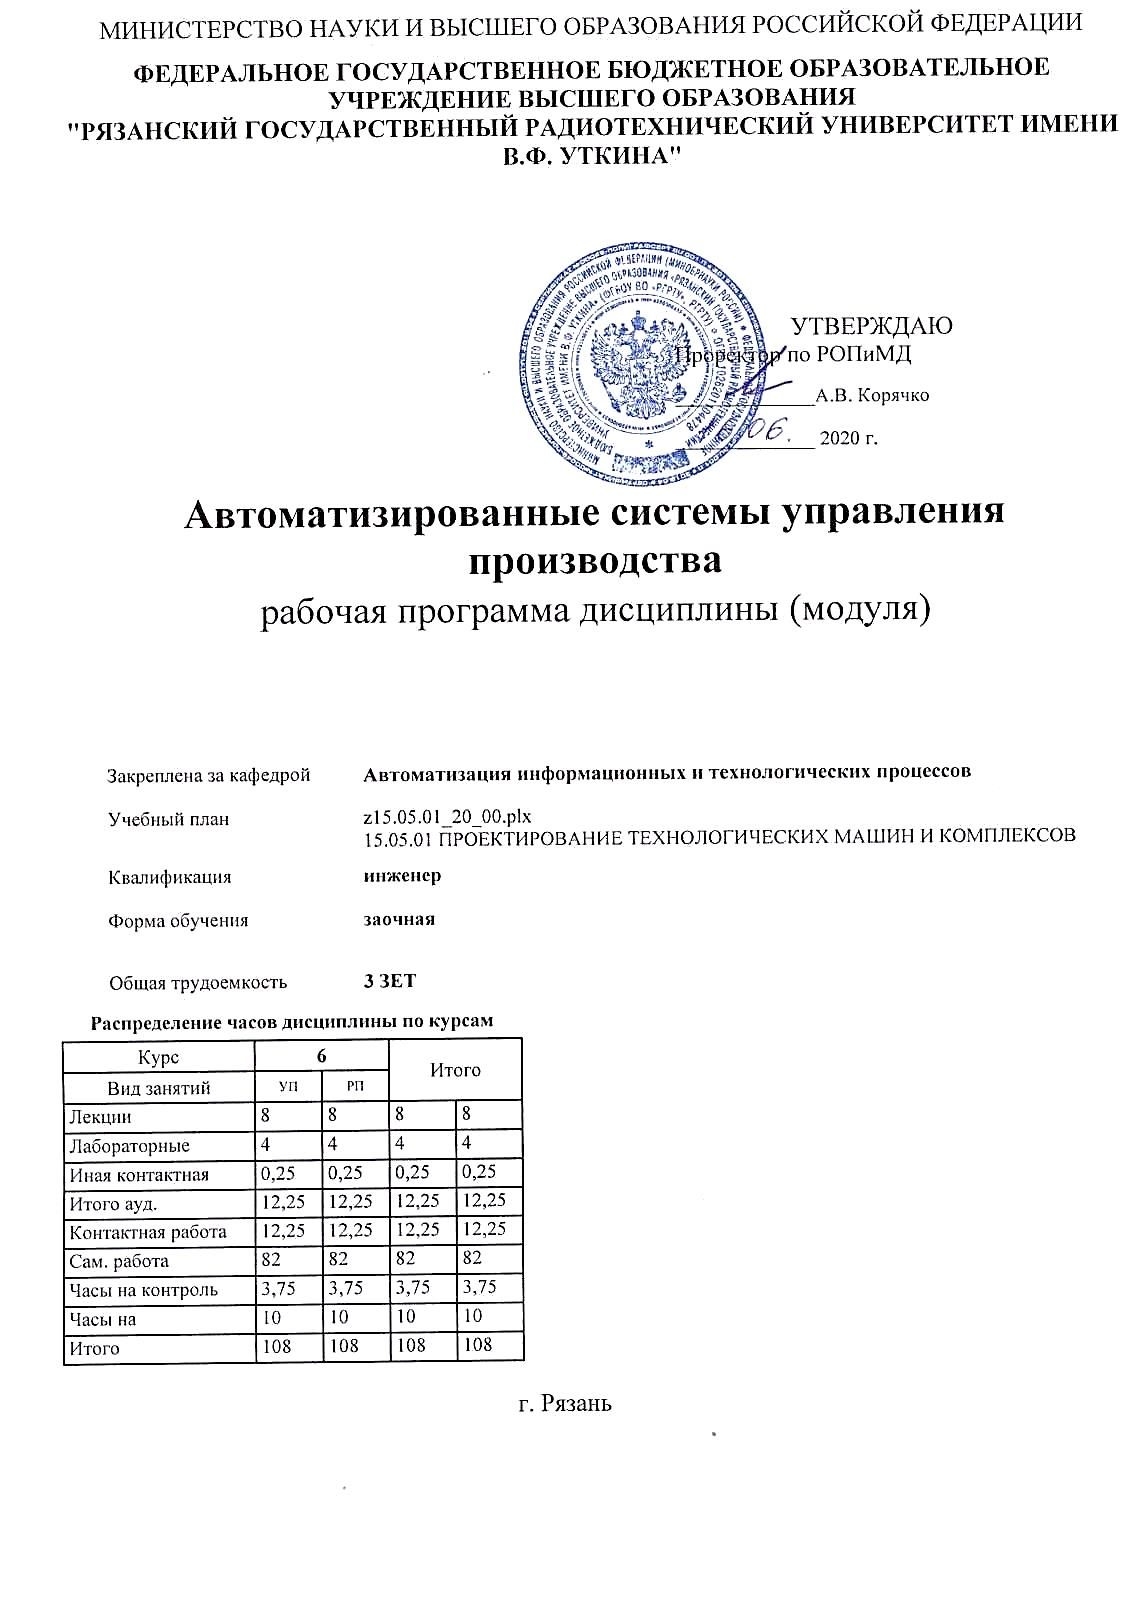 МИНИСТЕРСТВО НАУКИ И ВЫСШЕГО ОБРАЗОВАНИЯ РОССИЙСКОЙ ФЕДЕРАЦИИ
ФЕДЕРАЛЬНОЕ ГОСУДАРСТВЕННОЕ БЮДЖЕТНОЕ ОБРАЗОВАТЕЛЬНОЕ
УЧРЕЖДЕНИЕ ВЫСШЕГО ОБРАЗОВАНИЯ
"РЯЗАНСКИЙ ГОСУДАРСТВЕННЫЙ РАДИОТЕХНИЧЕСКИЙ УНИВЕРСИТЕТ ИМЕНИ
В.Ф. УТКИНА"
УТВЕРЖДАЮ
Проректор по РОПиМД
А.В. Корячко
06. 2020 г.
Автоматизированные системы управления
производства
рабочая программа дисциплины (модуля)
Закреплена за кафедрой Автоматизация информационных и технологических процессов
Учебный план z15.05.01_20_00.plx
15.05.01 ПРОЕКТИРОВАНИЕ ТЕХНОЛОГИЧЕСКИХ МАШИН И КОМПЛЕКСОВ
Квалификация инженер
Форма обучения заочная
Общая трудоемкость 3 ЗЕТ
Распределение часов дисциплины по курсам
Курс 6 Итого
Вид занятий УП РП
Лекции 8 8 8 8
Лабораторные 4 4 4 4
Иная контактная 0,25 0,25 0,25 0,25
Итого ауд. 12,25 12,25 12,25 12,25
Контактная работа 12,25 12,25 12,25 12,25
Сам. работа 82 82 82 82
Часы на контроль 3,75 3,75 3,75 3,75
Часы на 10 10 10 10
Итого 108 108 108 108
г. Рязань